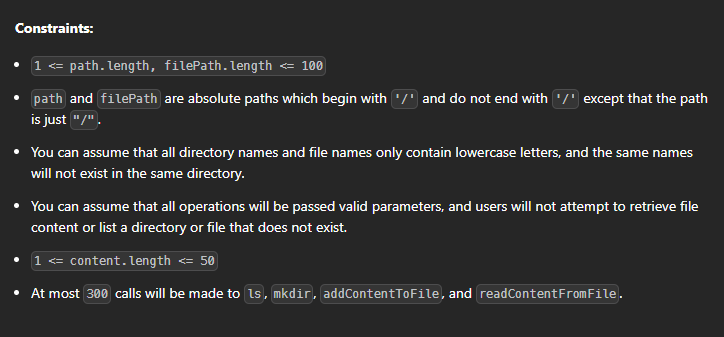 Constraints:
• 1 <= path.length, filePath.length <= 100
• path and filePath are absolute paths which begin with '/' and do not end with '/' except that the path
is just "/".
• You can assume that all directory names and file names only contain lowercase letters, and the same names
will not exist in the same directory.
• You can assume that all operations will be passed valid parameters, and users will not attempt to retrieve file
content or list a directory or file that does not exist.
• 1 <= content.length <= 50
• At most 300 calls will be made to ls, mkdir, addContentToFile, and readContentFromFile.